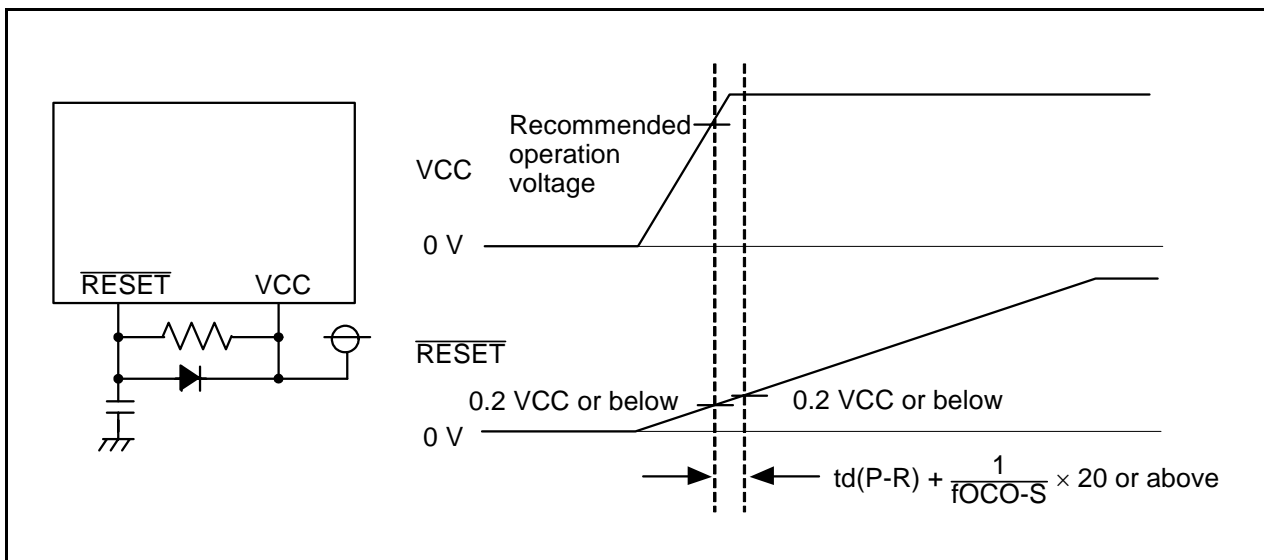 RESET VCC
VCC
Recommended
operation
voltage
0 V
RESET
0.2 VCC or below
0.2 VCC or below
0 V
td(P-R) + 1/fOCO-S × 20 or above